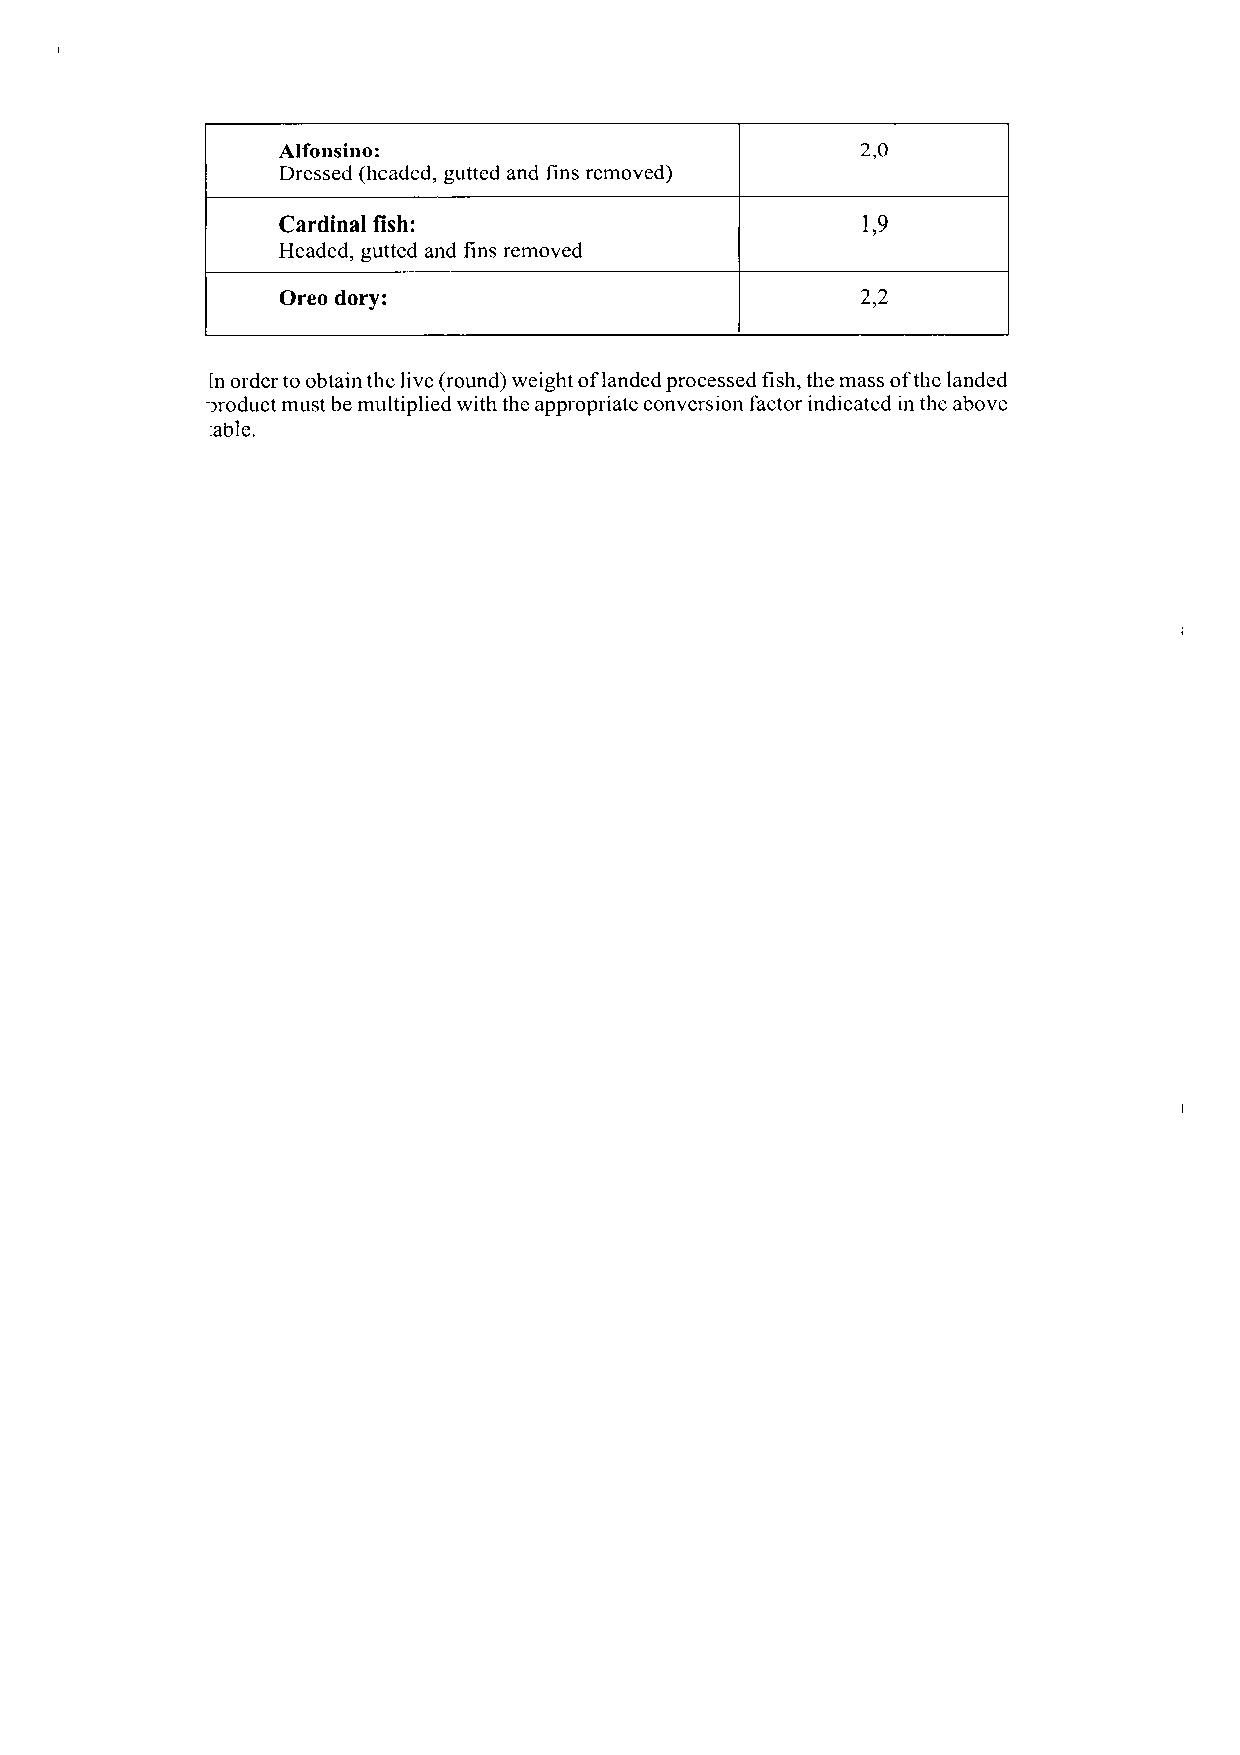 Alfonsino: 2,0
Dressed (headed, gutted and fins removed)
Cardinal fish: 1,9
Headed, gutted and fins removed
Oreo dory: 2,2
In order to obtain the live (round) weight of landed processed fish, the mass of the landed
product must be multiplied with the appropriate conversion factor indicated in the above
table.